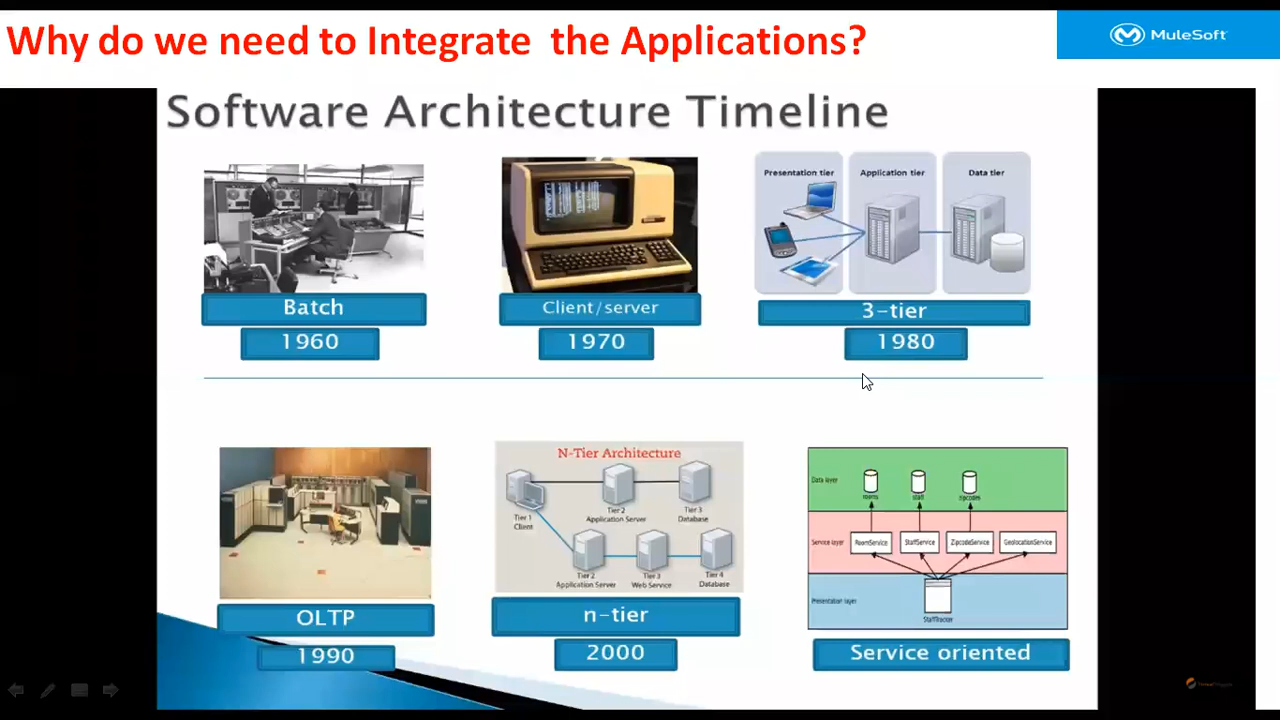 Why do we need to Integrate the Applications?
MuleSoft
Software Architecture Timeline
Presentation tier
Application tier
Data tier
Batch
Client/server
3-tier
1960
1970
1980
N-Tier Architecture
Tier 1
Client
Tier 2
Application Server
Tier 3
Database
Tier 2
Application Server
Tier 3
Web Service
Tier 4
Database
Data layer
rooms
staff
zipcodes
Service layer
RoomService
StaffService
ZipcodeService
GeolocationService
Presentation layer
StaffTracker
OLTP
n-tier
Service oriented
1990
2000